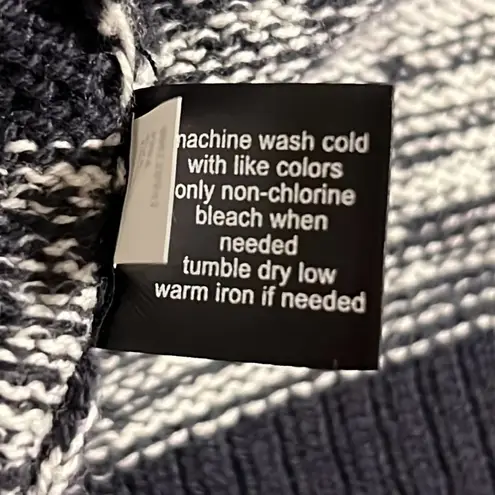 machine wash cold
with like colors
only non-chlorine
bleach when
needed
tumble dry low
warm iron if needed